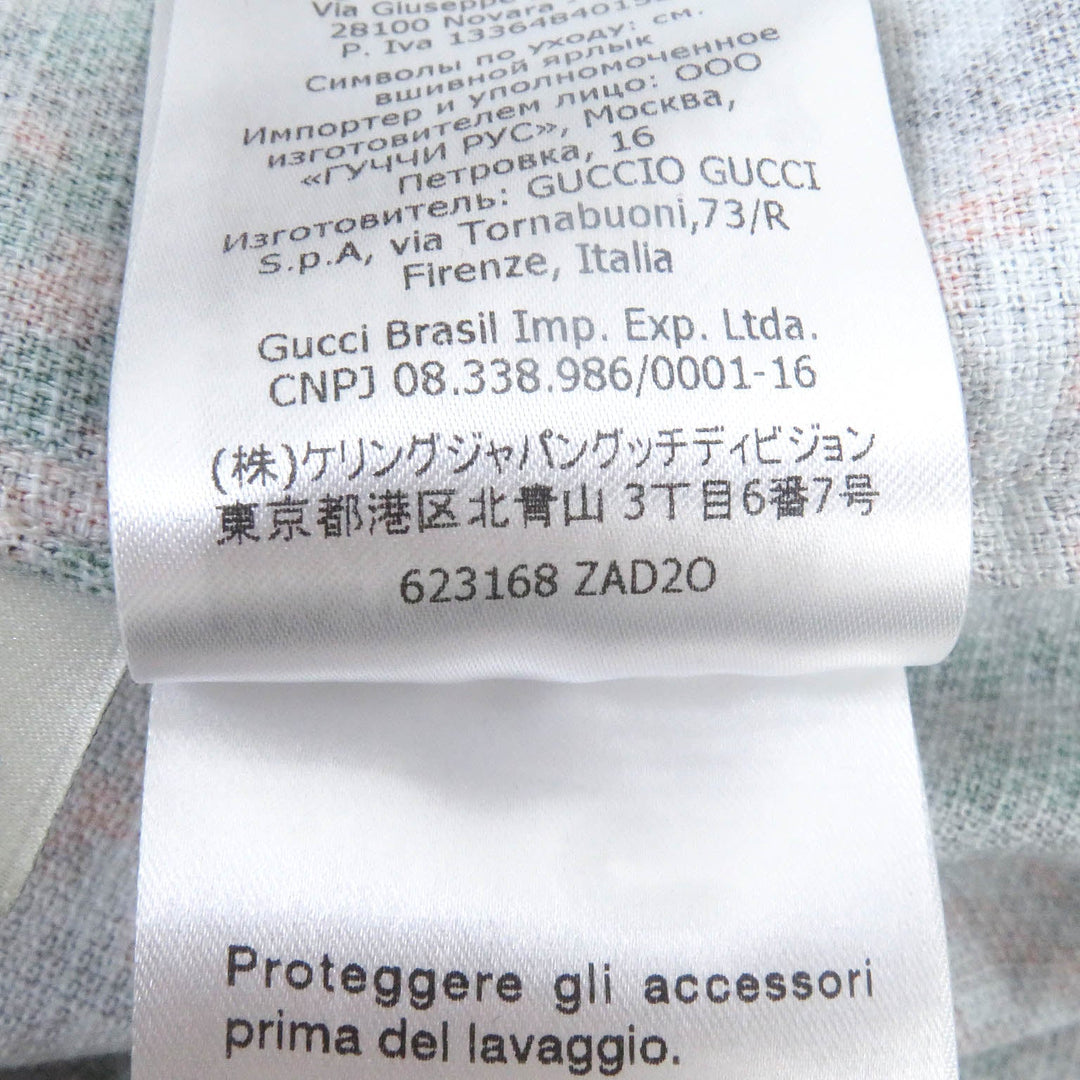 Via Giuseppe
28100 Novara
P. Iva
Символы по уходу: см.
вшивной ярлык
Импортер и уполномоченное
изготовителем лицо: ООО
«ГУЧЧИ РУС», Москва,
Петровка, 16
Изготовитель: GUCCIO GUCCI
S.p.A, via Tornabuoni,73/R
Firenze, Italia
Gucci Brasil Imp. Exp. Ltda.
CNPJ 08.338.986/0001-16
(株)ケリングジャパングッチディビジョン
東京都港区北青山 3丁目6番7号
623168 ZAD2O
Proteggere gli accessori
prima del lavaggio.